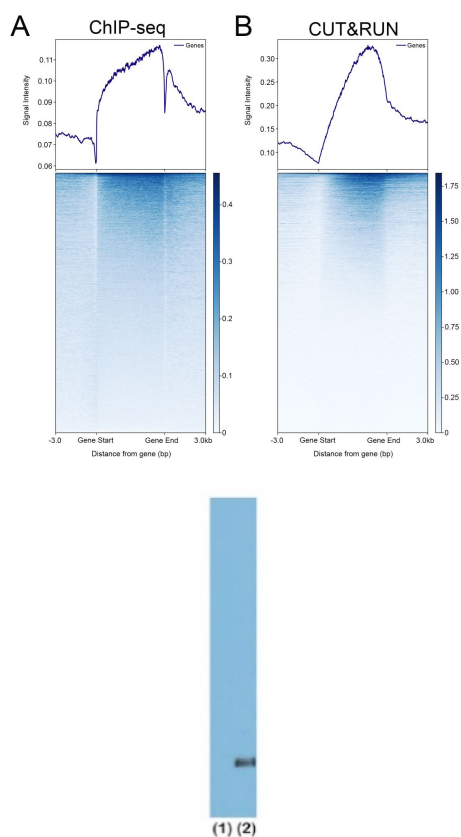 A
ChIP-seq
Genes
Signal Intensity
0.11
0.10
0.09
0.08
0.07
0.06
0.4
0.3
0.2
0.1
0
-3.0 Gene Start Gene End 3.0kb
Distance from gene (bp)
B
CUT&RUN
Genes
Signal Intensity
0.30
0.25
0.20
0.15
0.10
1.75
1.50
1.25
1.00
0.75
0.50
0.25
0
-3.0 Gene Start Gene End 3.0kb
Distance from gene (bp)
(1) (2)